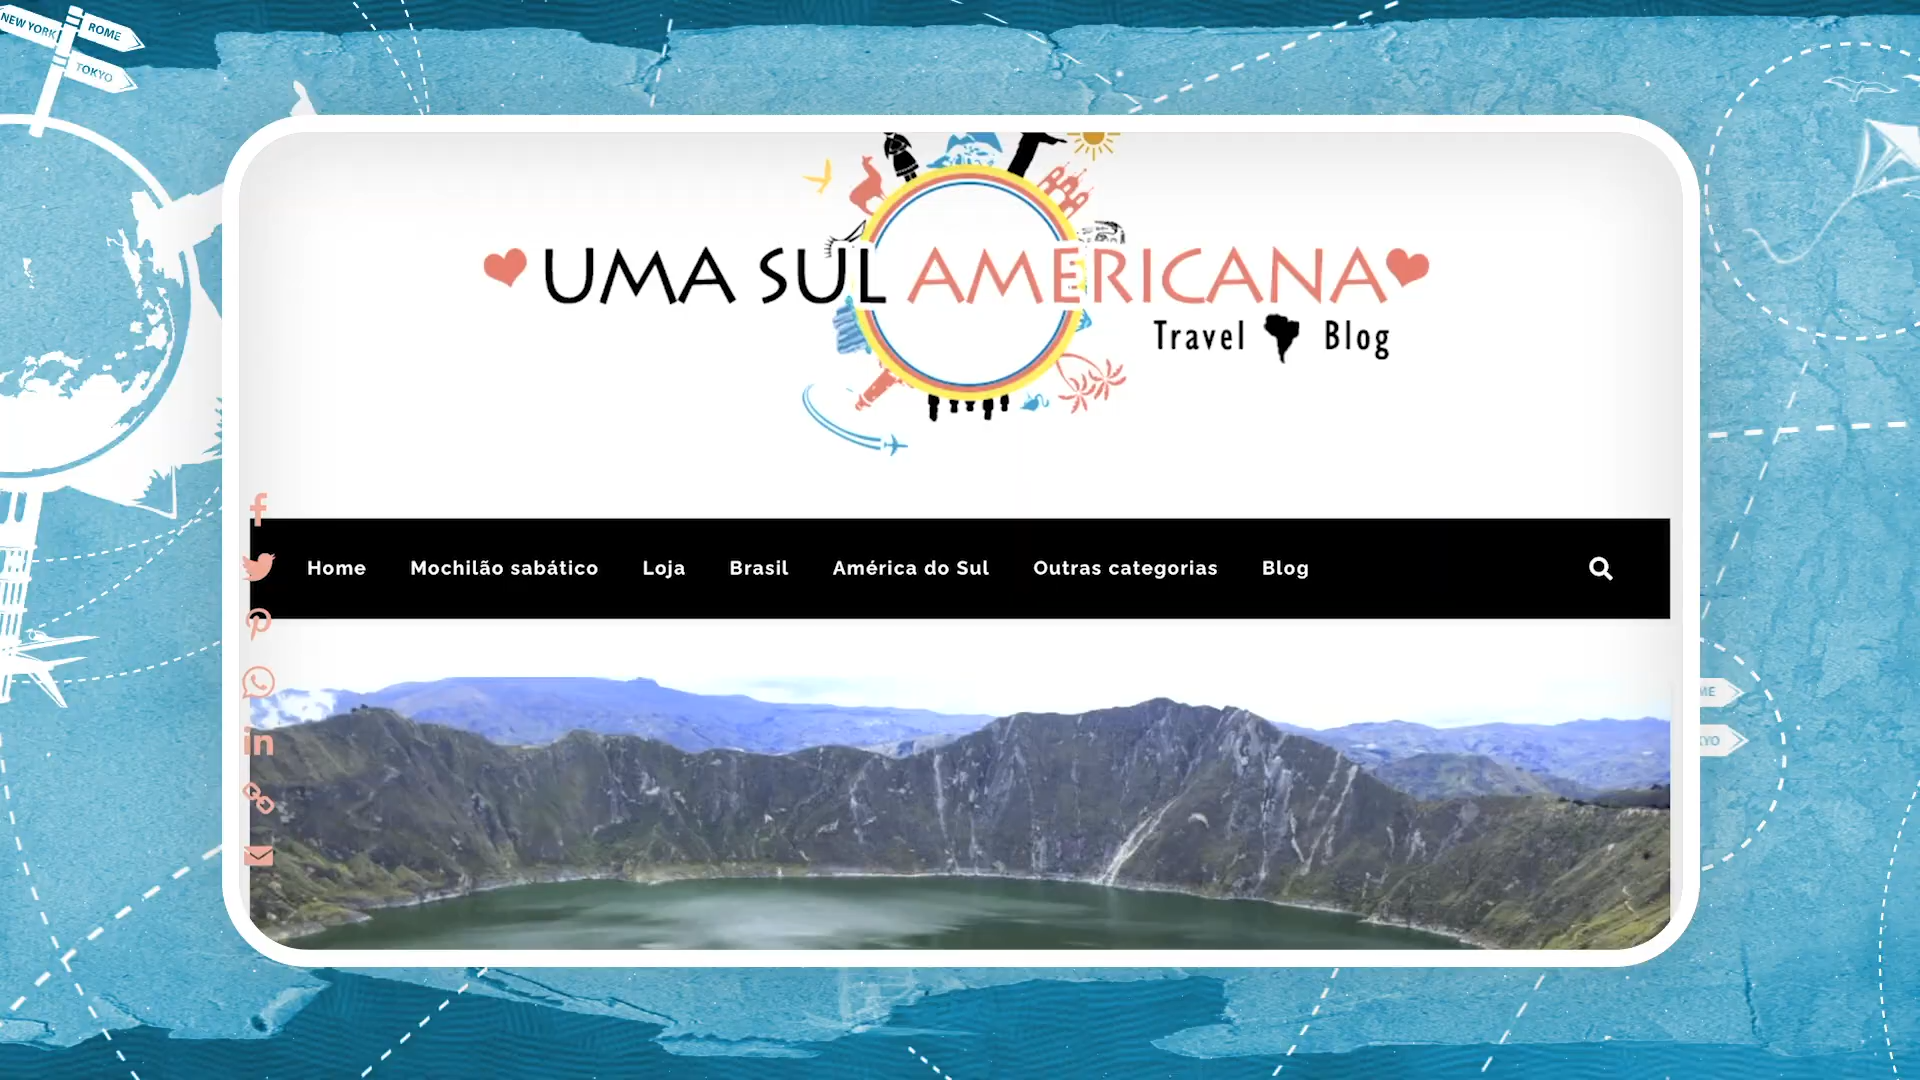 NEW YORK
ROME
TOKYO
UMA SUL AMERICANA
Travel Blog
Home Mochilão sabático Loja Brasil América do Sul Outras categorias Blog